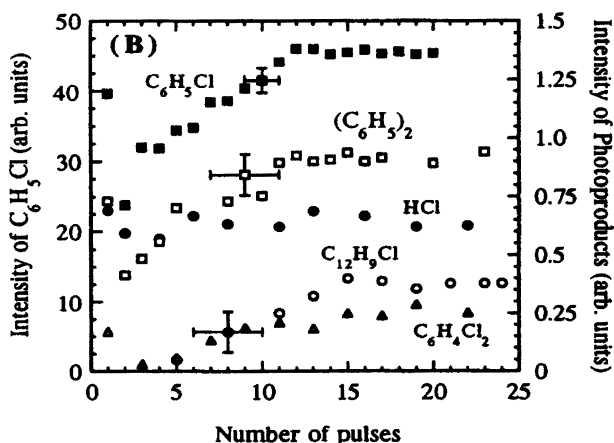 (B)
C6H5Cl
(C6H5)2
HCl
C12H9Cl
C6H4Cl2
Intensity of C6H5Cl (arb. units)
50
40
30
20
10
0
Intensity of Photoproducts (arb. units)
1.5
1.25
1.0
0.75
0.50
0.25
0
0
5
10
15
20
25
Number of pulses